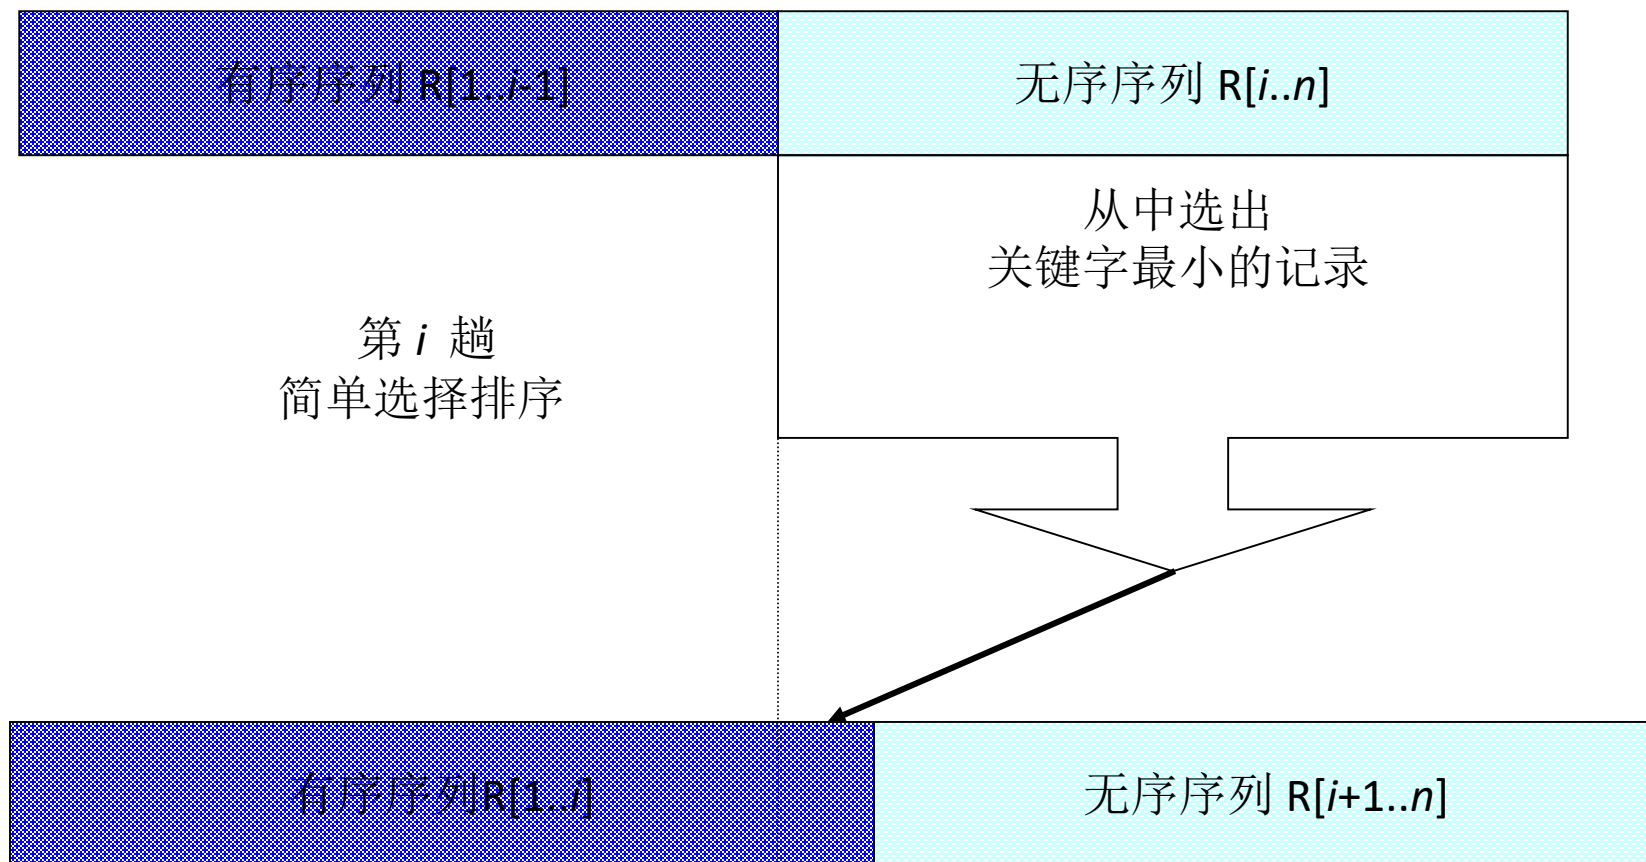 有序序列 R[1..i-1]
无序序列 R[i..n]
从中选出
关键字最小的记录
第 i 趟
简单选择排序
有序序列R[1..i]
无序序列 R[i+1..n]